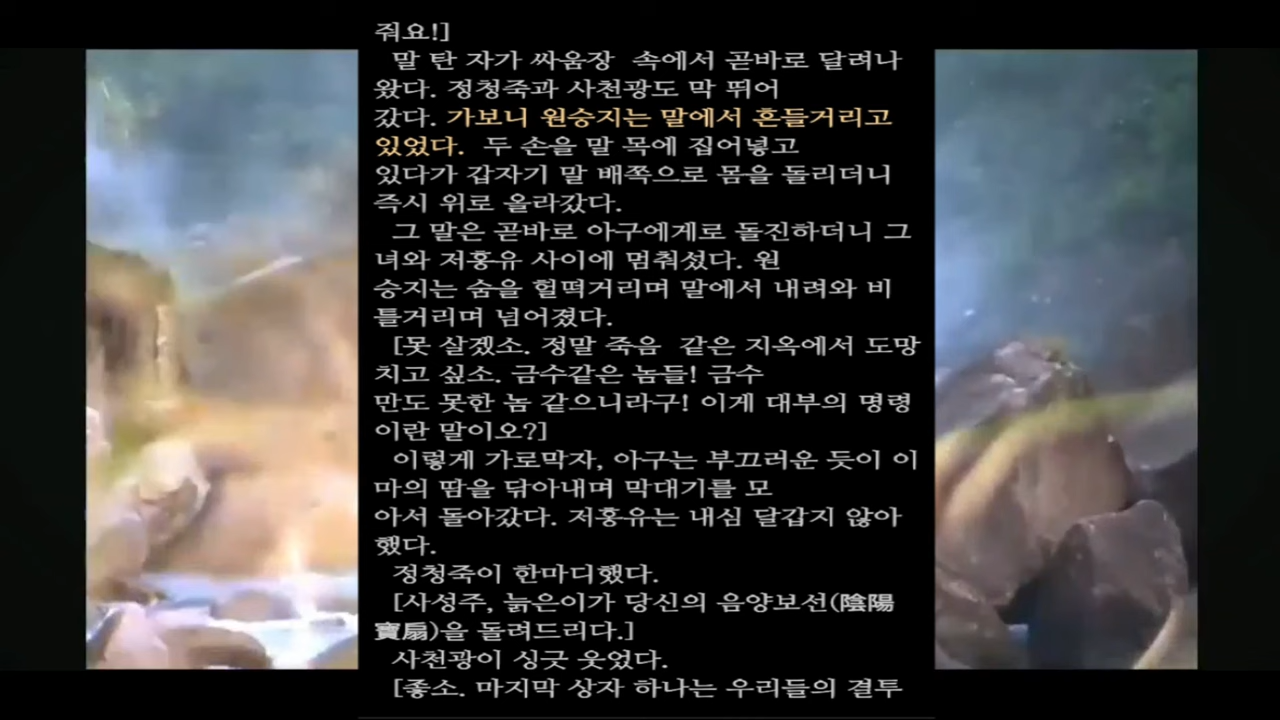 줘요!]
말 탄 자가 싸움장 속에서 곧바로 달려나
왔다. 정청죽과 사천광도 막 뛰어
갔다. 가보니 원승지는 말에서 흔들거리고
있었다. 두 손을 말 목에 집어넣고
있다가 갑자기 말 배쪽으로 몸을 돌리더니
즉시 위로 올라갔다.
그 말은 곧바로 아구에게로 돌진하더니 그
녀와 저홍유 사이에 멈춰섰다. 원
승지는 숨을 헐떡거리며 말에서 내려와 비
틀거리며 넘어졌다.
[못 살겠소. 정말 죽음 같은 지옥에서 도망
치고 싶소. 금수같은 놈들! 금수
만도 못한 놈 같으니라구! 이게 대부의 명령
이란 말이오?]
이렇게 가로막자, 아구는 부끄러운 듯이 이
마의 땀을 닦아내며 막대기를 모
아서 돌아갔다. 저홍유는 내심 달갑지 않아
했다.
정청죽이 한마디했다.
[사성주, 늙은이가 당신의 음양보선(陰陽
寶扇)을 돌려드리다.]
사천광이 싱긋 웃었다.
[좋소. 마지막 상자 하나는 우리들의 결투